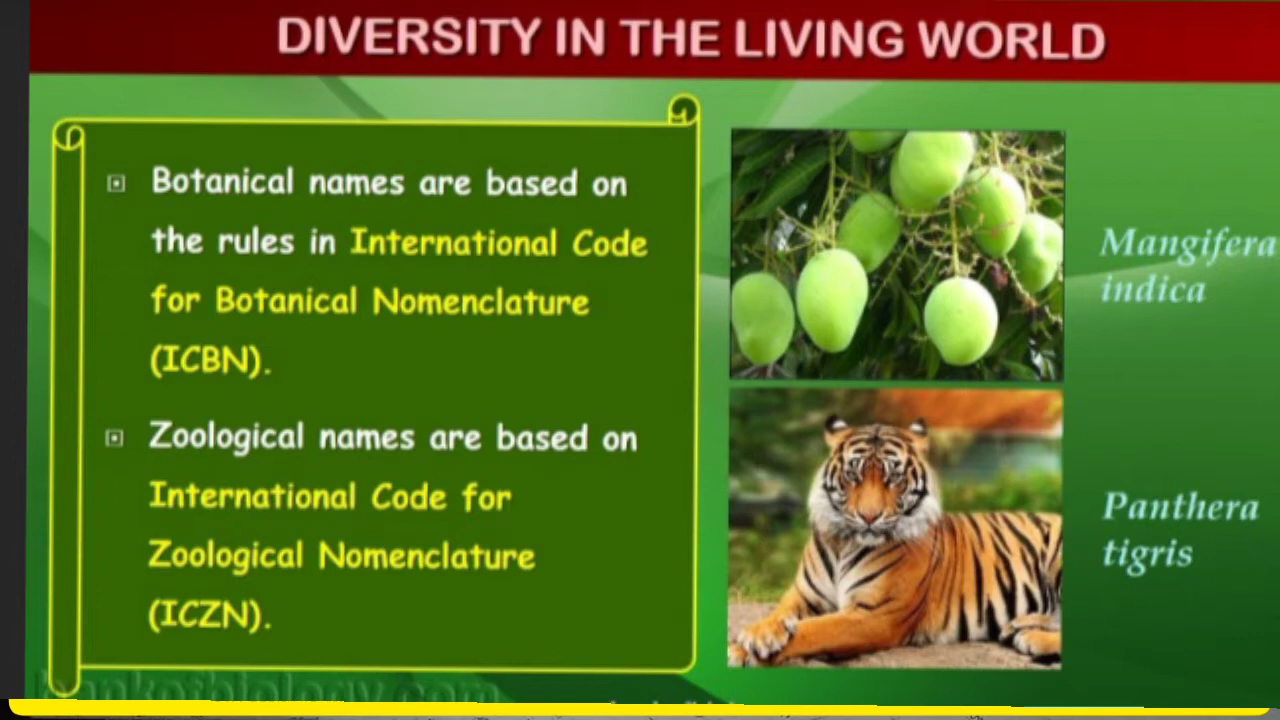 DIVERSITY IN THE LIVING WORLD
Botanical names are based on
the rules in International Code
for Botanical Nomenclature
(ICBN).
Zoological names are based on
International Code for
Zoological Nomenclature
(ICZN).
Mangifera
indica
Panthera
tigris